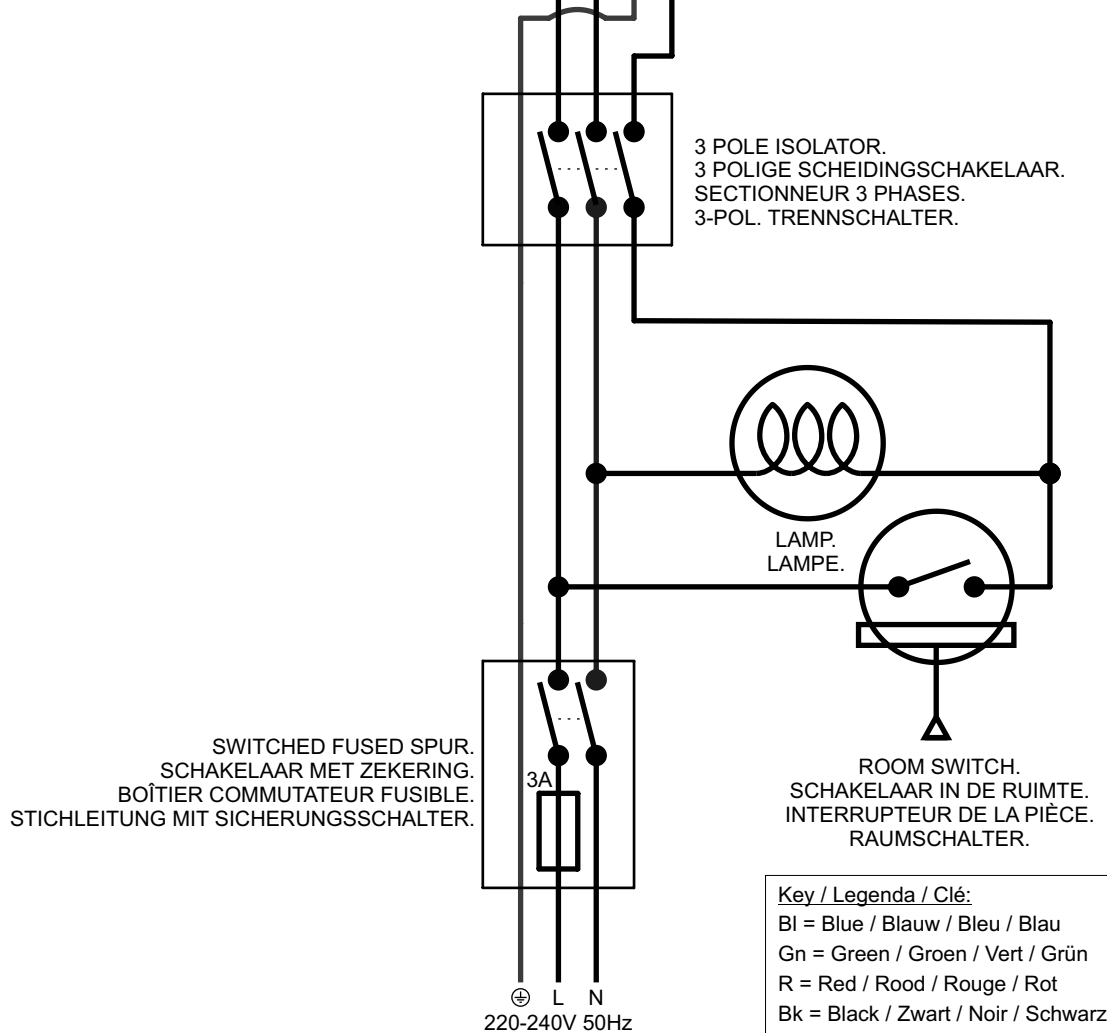 3 POLE ISOLATOR.
3 POLIGE SCHEIDINGSCHAKELAAR.
SECTIONNEUR 3 PHASES.
3-POL. TRENNSCHALTER.
LAMP.
LAMPE.
SWITCHED FUSED SPUR.
SCHAKELAAR MET ZEKERING.
BOÎTIER COMMUTATEUR FUSIBLE.
STICHLEITUNG MIT SICHERUNGSSCHALTER.
3A
ROOM SWITCH.
SCHAKELAAR IN DE RUIMTE.
INTERRUPTEUR DE LA PIÈCE.
RAUMSCHALTER.
Key / Legenda / Clé:
Bl = Blue / Blauw / Bleu / Blau
Gn = Green / Groen / Vert / Grün
R = Red / Rood / Rouge / Rot
Bk = Black / Zwart / Noir / Schwarz
L N
220-240V 50Hz